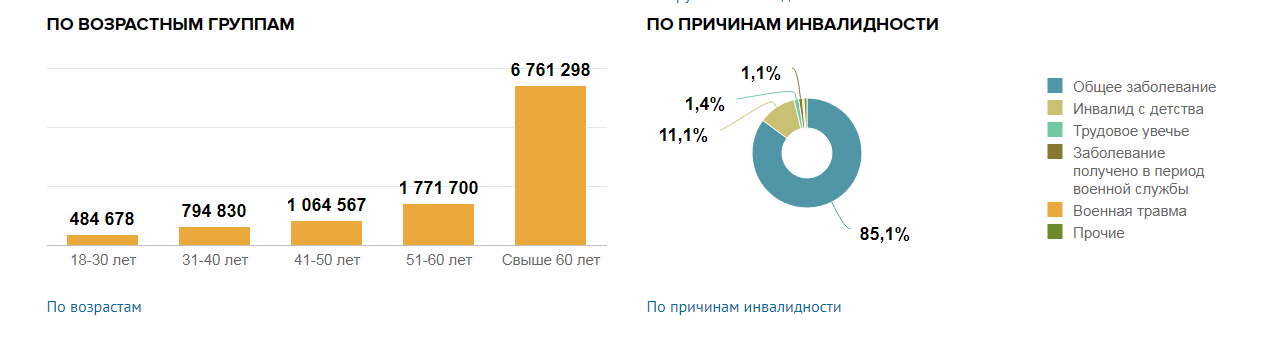 ПО ВОЗРАСТНЫМ ГРУППАМ
6 761 298
1 771 700
1 064 567
794 830
484 678
18-30 лет
31-40 лет
41-50 лет
51-60 лет
Свыше 60 лет
По возрастам
ПО ПРИЧИНАМ ИНВАЛИДНОСТИ
1,1%
1,4%
11,1%
85,1%
Общее заболевание
Инвалид с детства
Трудовое увечье
Заболевание
получено в период
военной службы
Военная травма
Прочие
По причинам инвалидности